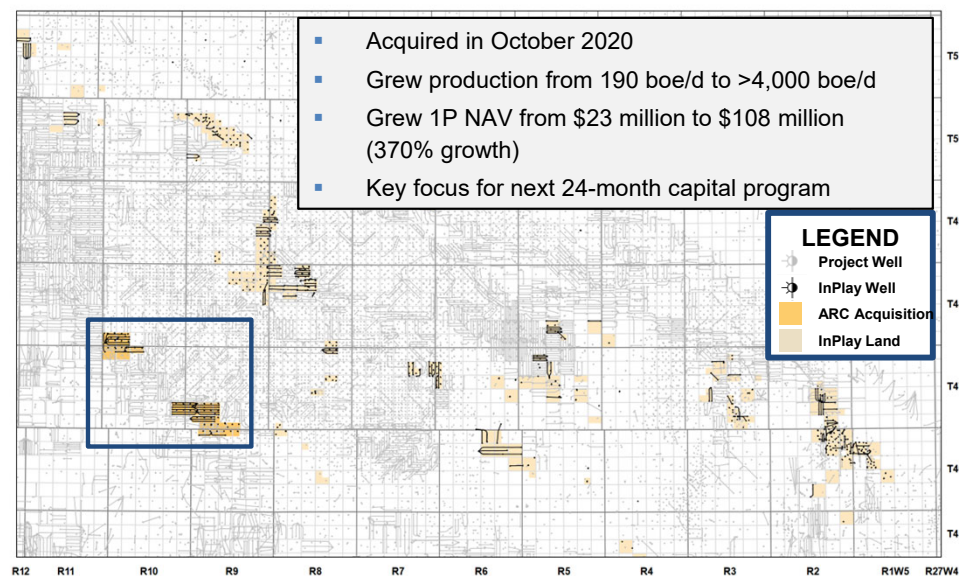 ▪ Acquired in October 2020
▪ Grew production from 190 boe/d to >4,000 boe/d
▪ Grew 1P NAV from $23 million to $108 million
(370% growth)
▪ Key focus for next 24-month capital program
T5
T5
T4
LEGEND
Project Well
InPlay Well
ARC Acquisition
InPlay Land
T4
T4
T4
T4
R12 R11 R10 R9 R8 R7 R6 R5 R4 R3 R2 R1W5 R27W4